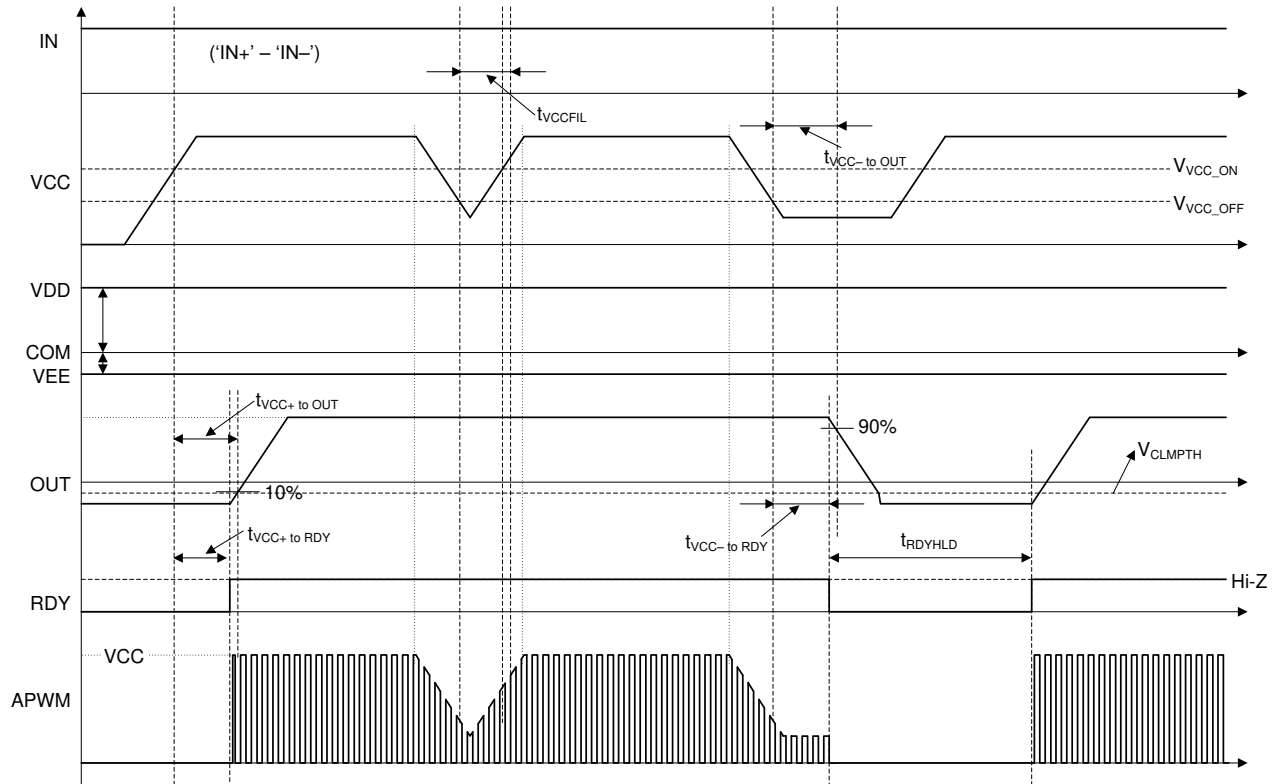 IN
('IN+' – 'IN–')
tVCCFIL
tVCC– to OUT
VCC
VVCC_ON
VVCC_OFF
VDD
COM
VEE
tVCC+ to OUT
90%
VCLMPTH
OUT
10%
tVCC+ to RDY
tVCC– to RDY
tRDYHLD
Hi-Z
RDY
VCC
APWM